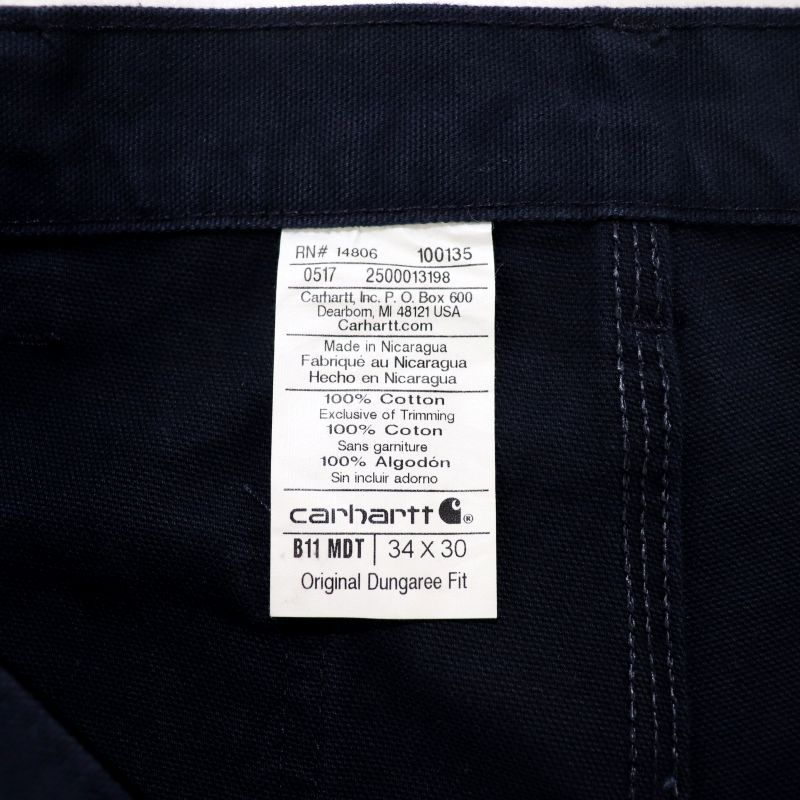 RN# 14806 100135
0517 2500013198
Carhartt, Inc. P. O. Box 600
Dearborn, MI 48121 USA
Carhartt.com
Made in Nicaragua
Fabriqué au Nicaragua
Hecho en Nicaragua
100% Cotton
Exclusive of Trimming
100% Coton
Sans garniture
100% Algodón
Sin incluir adorno
carhartt ®
B11 MDT | 34 X 30
Original Dungaree Fit